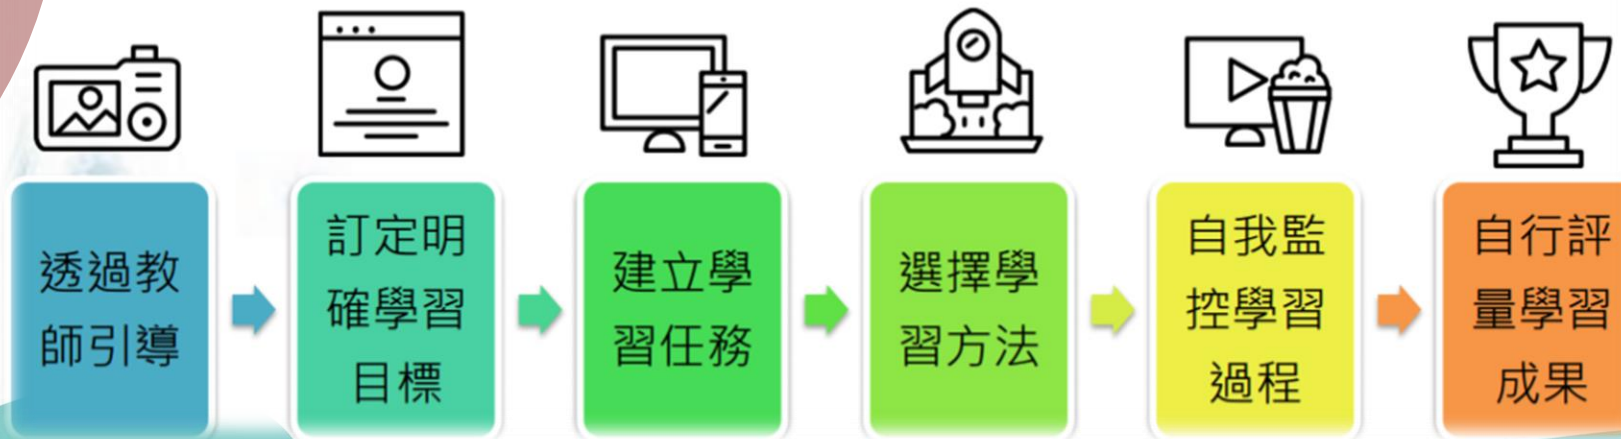 透過教
師引導
訂定明
確學習
目標
建立學
習任務
選擇學
習方法
自我監
控學習
過程
自行評
量學習
成果